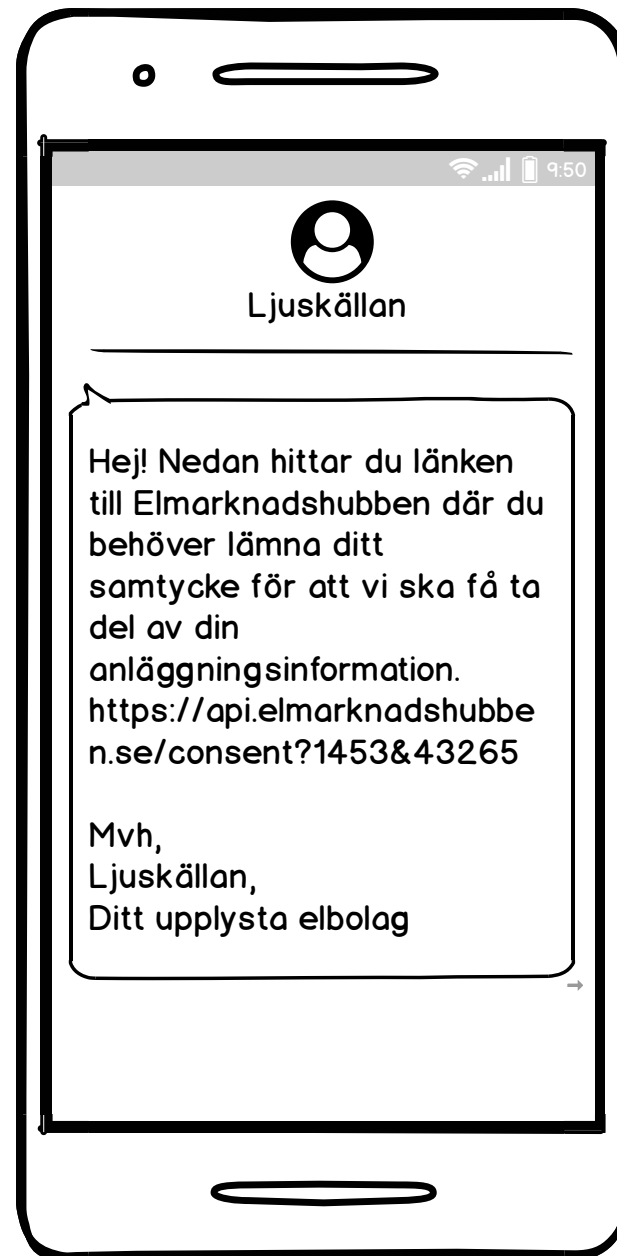 9:50
Ljuskällan
Hej! Nedan hittar du länken
till Elmarknadshubben där du
behöver lämna ditt
samtycke för att vi ska få ta
del av din
anläggningsinformation.
https://api.elmarknadshubbe
n.se/consent?1453&43265
Mvh,
Ljuskällan,
Ditt upplysta elbolag